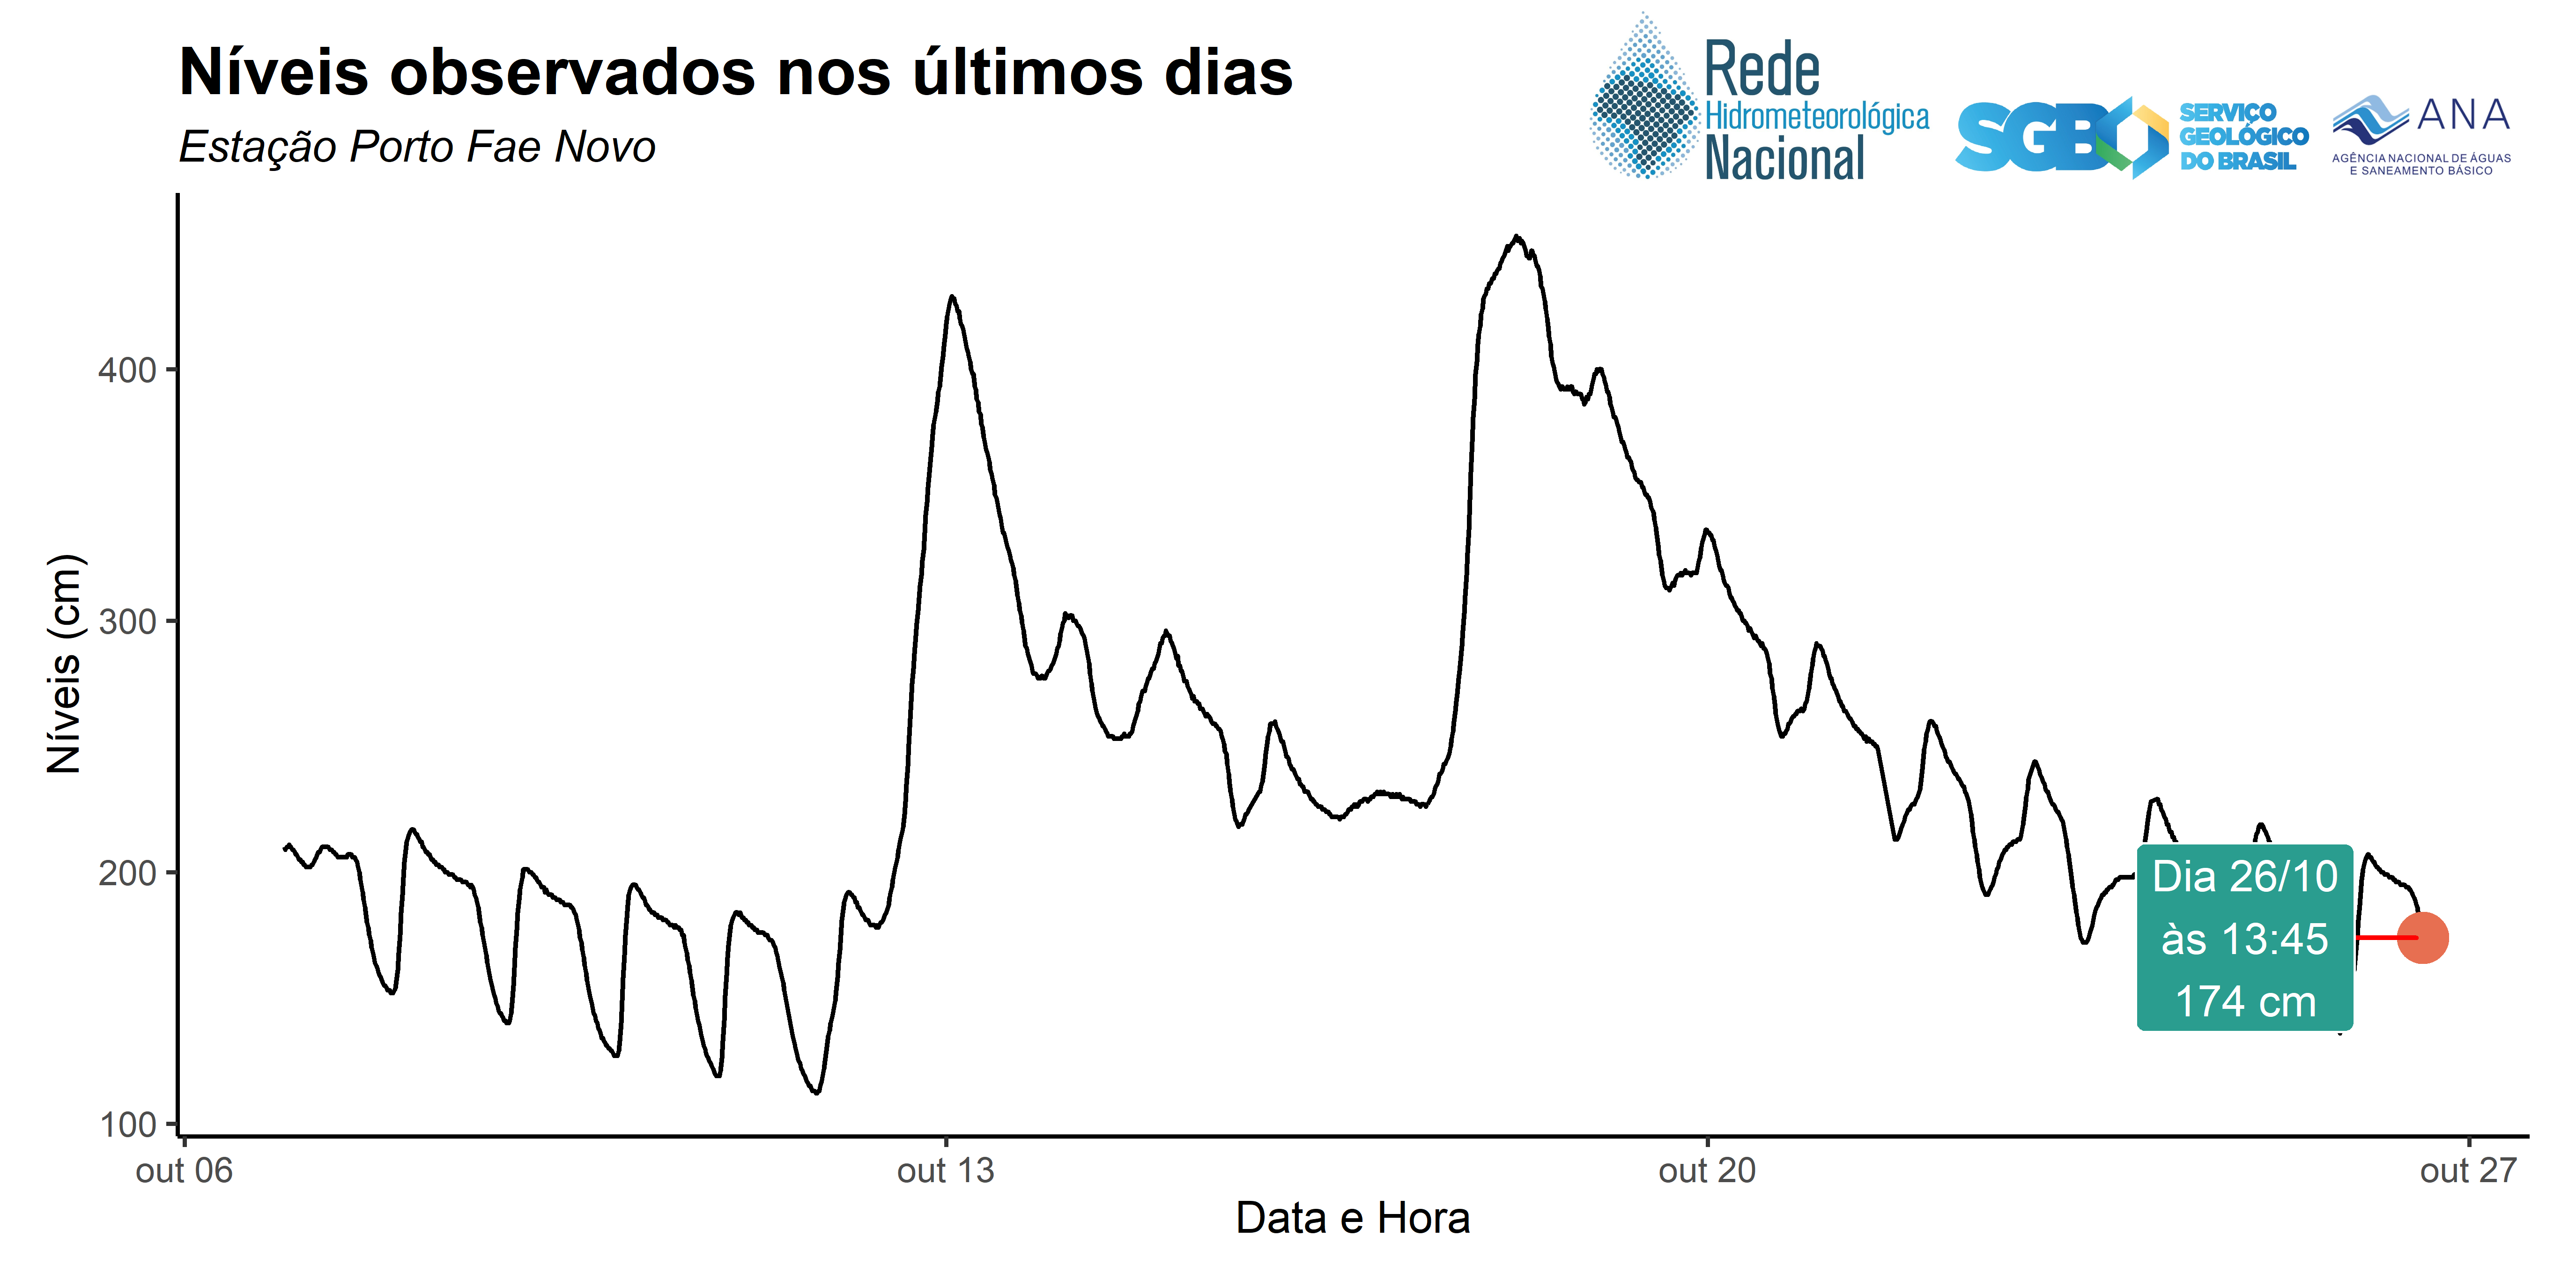 Níveis observados nos últimos dias
Estação Porto Fae Novo
Rede
Hidrometeorológica
Nacional
SGB
SERVIÇO
GEOLÓGICO
DO BRASIL
ANA
AGÊNCIA NACIONAL DE ÁGUAS
E SANEAMENTO BÁSICO
Níveis (cm)
400
300
200
100
Dia 26/10
às 13:45
174 cm
out 06
out 13
out 20
out 27
Data e Hora